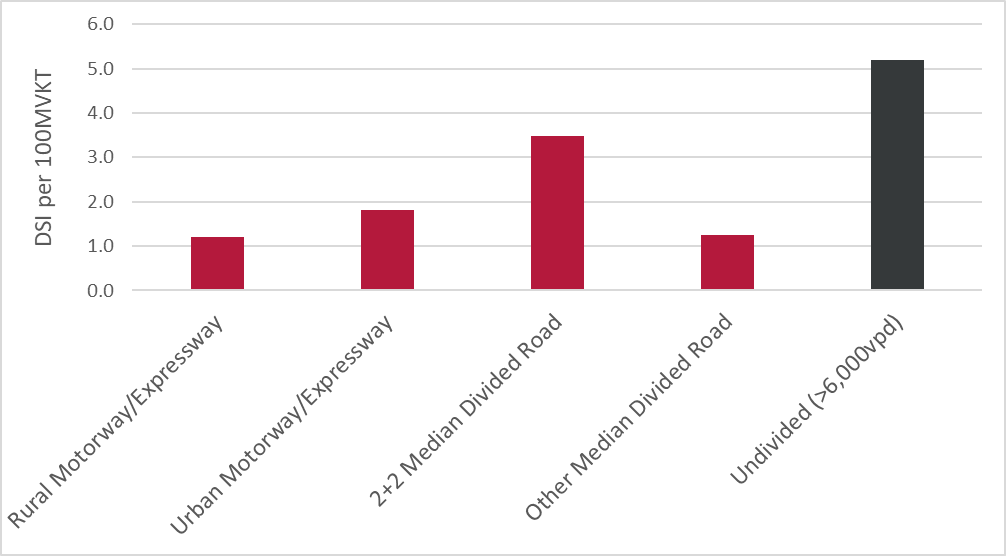 6.0
5.0
4.0
3.0
2.0
1.0
0.0
DSI per 100MVKT
Rural Motorway/Expressway
Urban Motorway/Expressway
2+2 Median Divided Road
Other Median Divided Road
Undivided (>6,000vpd)